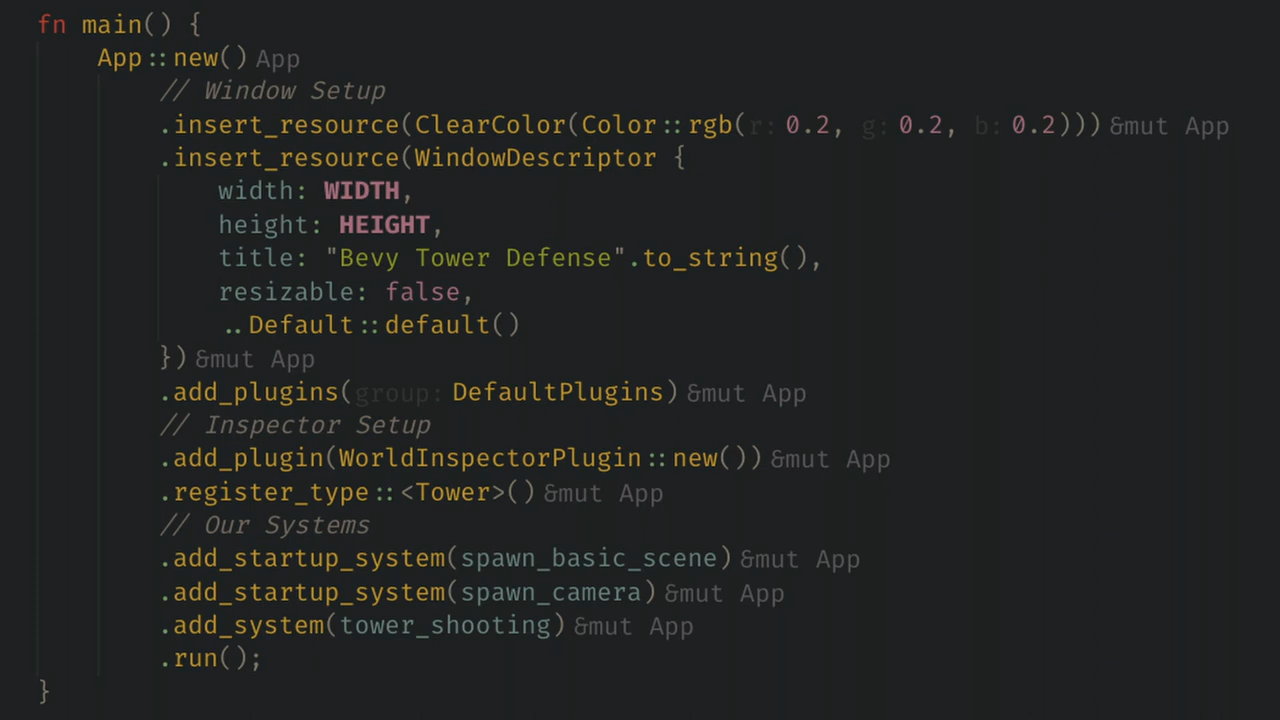 fn main() {
App::new() App
// Window Setup
.insert_resource(ClearColor(Color::rgb(r: 0.2, g: 0.2, b: 0.2))) &mut App
.insert_resource(WindowDescriptor {
width: WIDTH,
height: HEIGHT,
title: "Bevy Tower Defense".to_string(),
resizable: false,
..Default::default()
}) &mut App
.add_plugins(group: DefaultPlugins) &mut App
// Inspector Setup
.add_plugin(WorldInspectorPlugin::new()) &mut App
.register_type::<Tower>() &mut App
// Our Systems
.add_startup_system(spawn_basic_scene) &mut App
.add_startup_system(spawn_camera) &mut App
.add_system(tower_shooting) &mut App
.run();
}